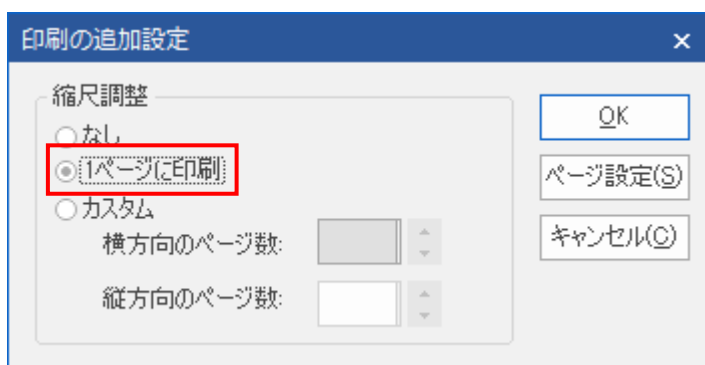 印刷の追加設定
縮尺調整
なし
1ページに印刷
カスタム
横方向のページ数:
縦方向のページ数:
OK
ページ設定(S)
キャンセル(C)